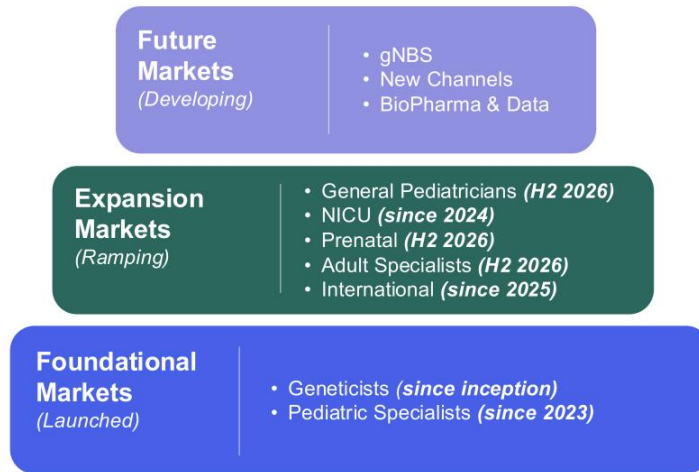 Future
Markets
(Developing)
• gNBS
• New Channels
• BioPharma & Data
Expansion
Markets
(Ramping)
• General Pediatricians (H2 2026)
• NICU (since 2024)
• Prenatal (H2 2026)
• Adult Specialists (H2 2026)
• International (since 2025)
Foundational
Markets
(Launched)
• Geneticists (since inception)
• Pediatric Specialists (since 2023)